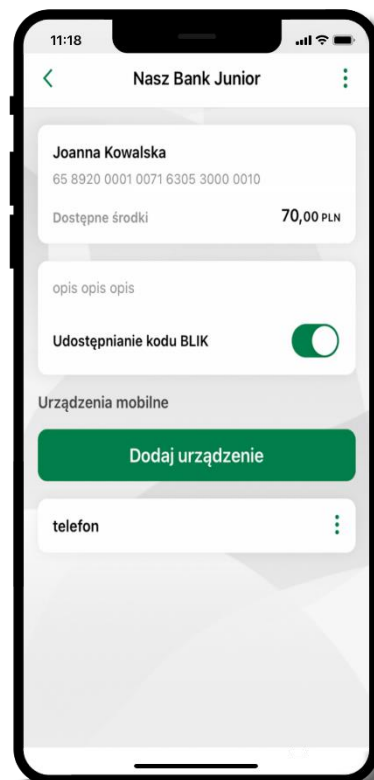 11:18
Nasz Bank Junior
Joanna Kowalska
65 8920 0001 0071 6305 3000 0010
Dostępne środki 70,00 PLN
opis opis opis
Udostępnianie kodu BLIK
Urządzenia mobilne
Dodaj urządzenie
telefon